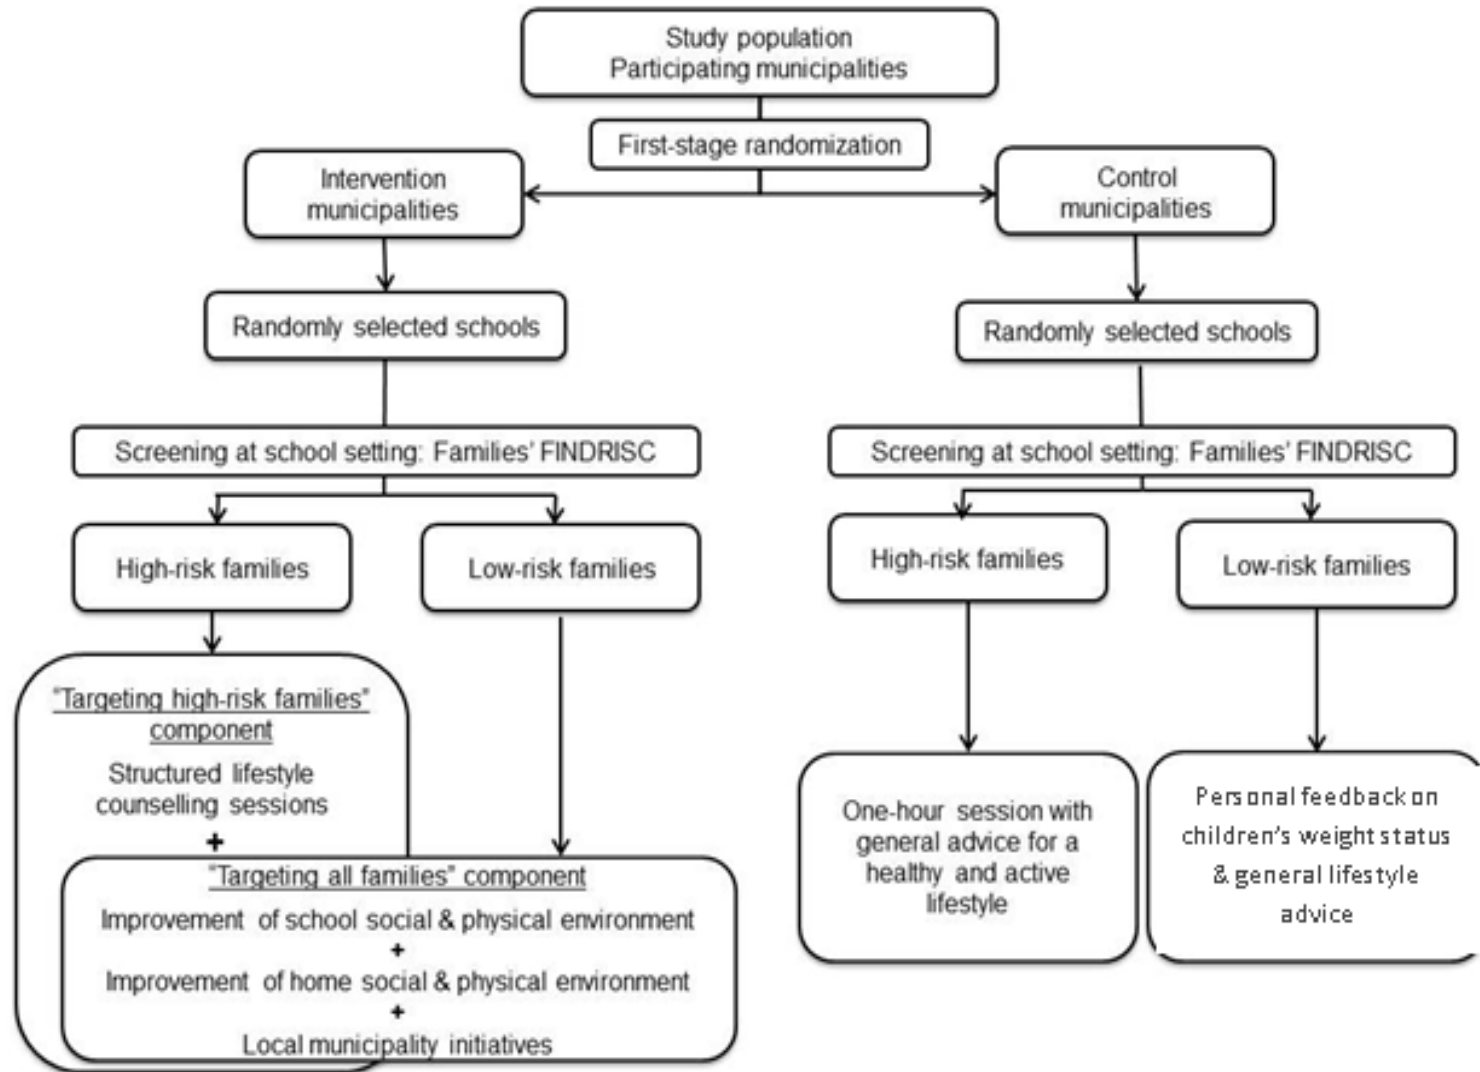 Study population
Participating municipalities
First-stage randomization
Intervention
municipalities
Control
municipalities
Randomly selected schools
Randomly selected schools
Screening at school setting: Families' FINDRISC
Screening at school setting: Families' FINDRISC
High-risk families
Low-risk families
High-risk families
Low-risk families
"Targeting high-risk families"
component
Structured lifestyle
counselling sessions
+
"Targeting all families" component
Improvement of school social & physical environment
+
Improvement of home social & physical environment
+
Local municipality initiatives
One-hour session with
general advice for a
healthy and active
lifestyle
Personal feedback on
children's weight status
& general lifestyle
advice